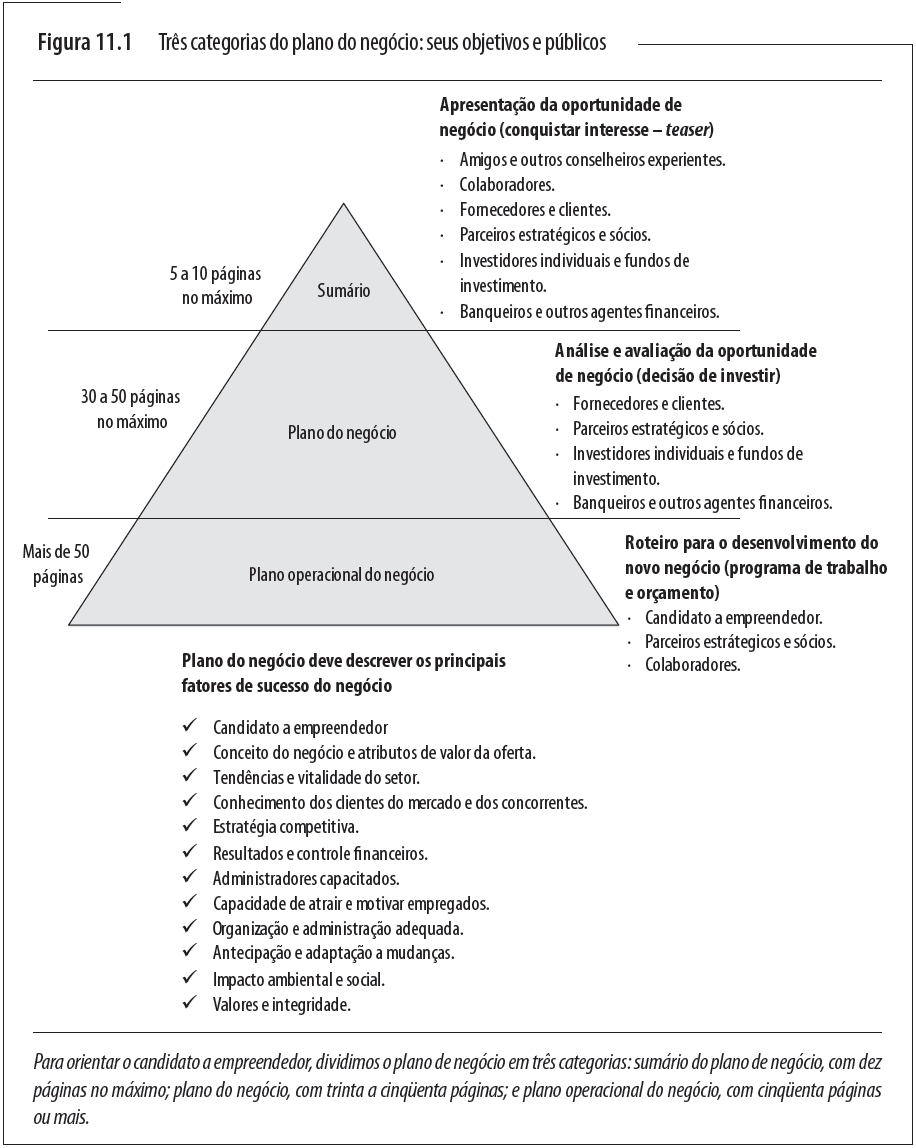 Figura 11.1 Três categorias do plano do negócio: seus objetivos e públicos
Apresentação da oportunidade de
negócio (conquistar interesse – teaser)
· Amigos e outros conselheiros experientes.
· Colaboradores.
· Fornecedores e clientes.
· Parceiros estratégicos e sócios.
· Investidores individuais e fundos de
investimento.
· Banqueiros e outros agentes financeiros.
5 a 10 páginas
no máximo
Sumário
Análise e avaliação da oportunidade
de negócio (decisão de investir)
· Fornecedores e clientes.
· Parceiros estratégicos e sócios.
· Investidores individuais e fundos de
investimento.
· Banqueiros e outros agentes financeiros.
30 a 50 páginas
no máximo
Plano do negócio
Roteiro para o desenvolvimento do
novo negócio (programa de trabalho
e orçamento)
· Candidato a empreendedor.
· Parceiros estrátegicos e sócios.
· Colaboradores.
Mais de 50
páginas
Plano operacional do negócio
Plano do negócio deve descrever os principais
fatores de sucesso do negócio
✓ Candidato a empreendedor
✓ Conceito do negócio e atributos de valor da oferta.
✓ Tendências e vitalidade do setor.
✓ Conhecimento dos clientes do mercado e dos concorrentes.
✓ Estratégia competitiva.
✓ Resultados e controle financeiros.
✓ Administradores capacitados.
✓ Capacidade de atrair e motivar empregados.
✓ Organização e administração adequada.
✓ Antecipação e adaptação a mudanças.
✓ Impacto ambiental e social.
✓ Valores e integridade.
Para orientar o candidato a empreendedor, dividimos o plano de negócio em três categorias: sumário do plano de negócio, com dez
páginas no máximo; plano do negócio, com trinta a cinqüenta páginas; e plano operacional do negócio, com cinqüenta páginas
ou mais.